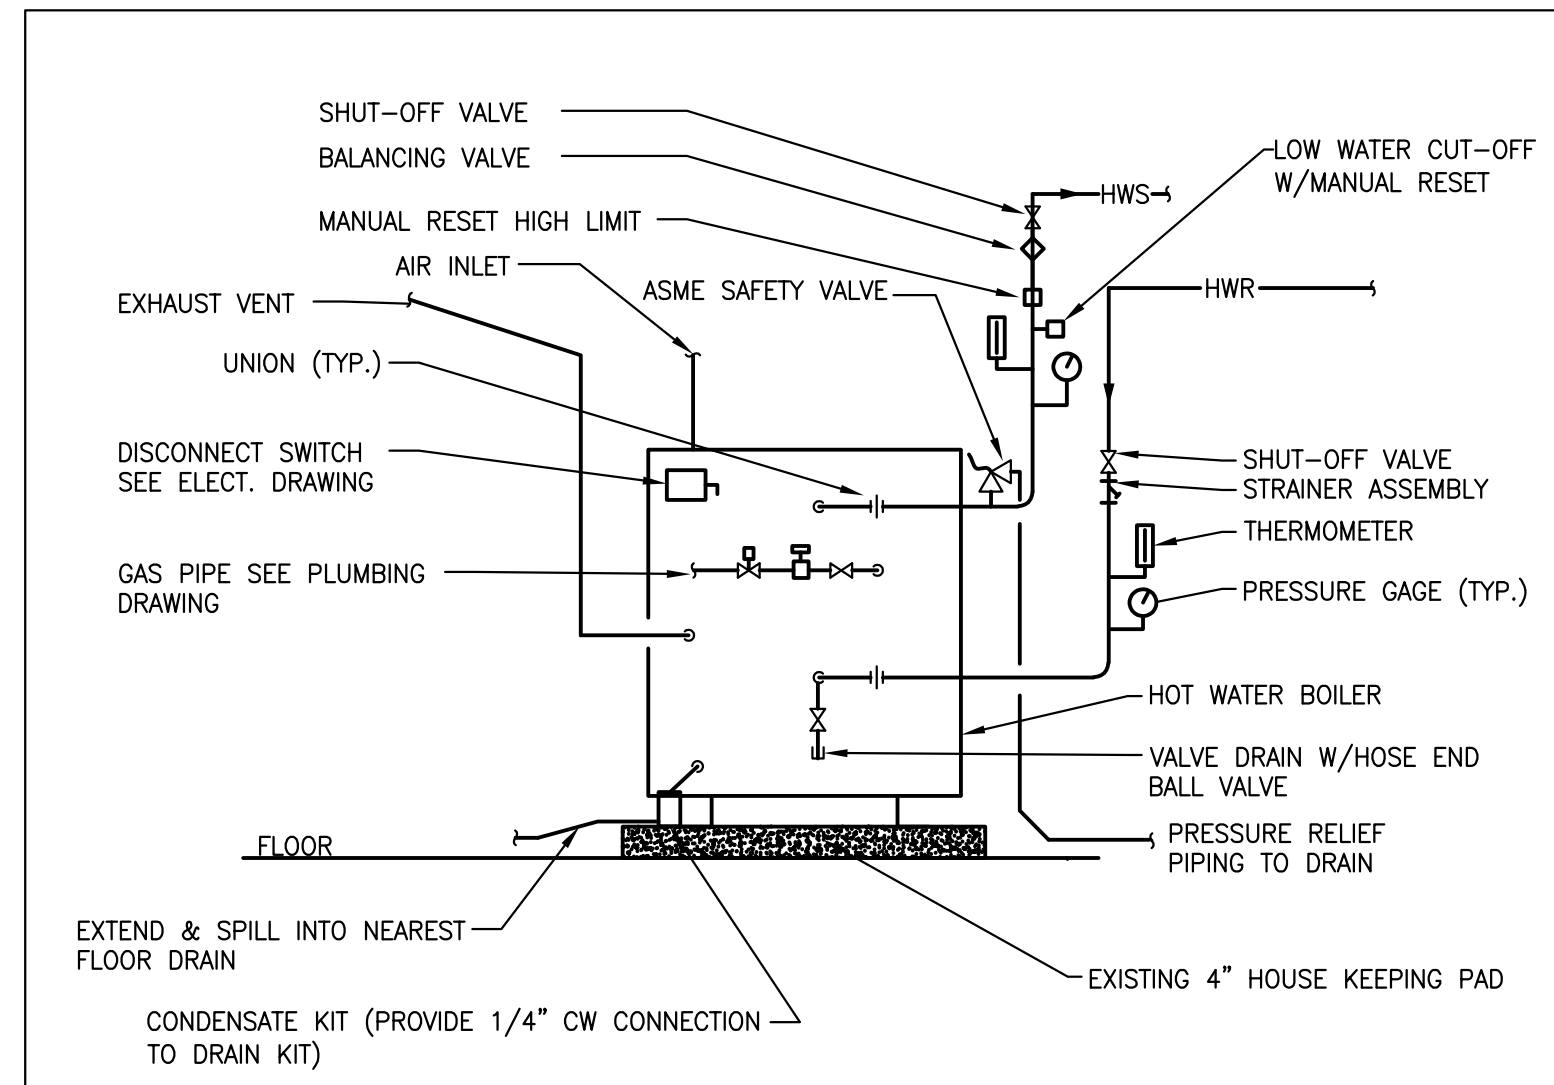 SHUT-OFF VALVE
BALANCING VALVE
MANUAL RESET HIGH LIMIT
AIR INLET
EXHAUST VENT
ASME SAFETY VALVE
UNION (TYP.)
DISCONNECT SWITCH
SEE ELECT. DRAWING
GAS PIPE SEE PLUMBING
DRAWING
HWS
LOW WATER CUT-OFF
W/MANUAL RESET
HWR
SHUT-OFF VALVE
STRAINER ASSEMBLY
THERMOMETER
PRESSURE GAGE (TYP.)
HOT WATER BOILER
VALVE DRAIN W/HOSE END
BALL VALVE
PRESSURE RELIEF
PIPING TO DRAIN
FLOOR
EXTEND & SPILL INTO NEAREST
FLOOR DRAIN
EXISTING 4" HOUSE KEEPING PAD
CONDENSATE KIT (PROVIDE 1/4" CW CONNECTION
TO DRAIN KIT)